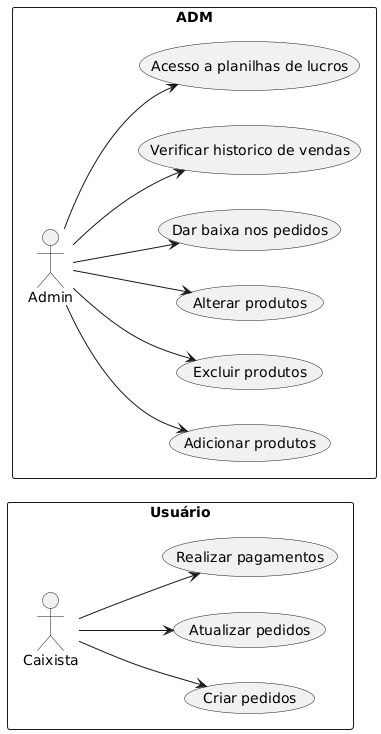 ADM
Acesso a planilhas de lucros
Verificar historico de vendas
Dar baixa nos pedidos
Admin
Alterar produtos
Excluir produtos
Adicionar produtos
Usuário
Realizar pagamentos
Atualizar pedidos
Caixista
Criar pedidos